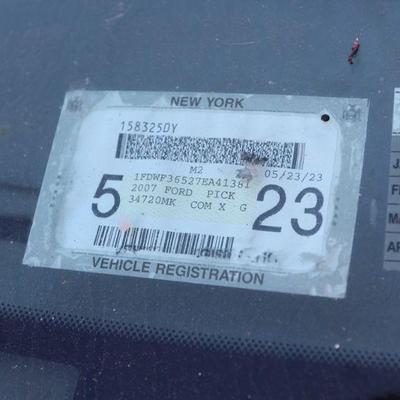 NEW YORK
158325DY
M2 05/23/23
1FDWF36527EA41381
2007 FORD PICK
34720MK COM X G
5 23
VEHICLE REGISTRATION